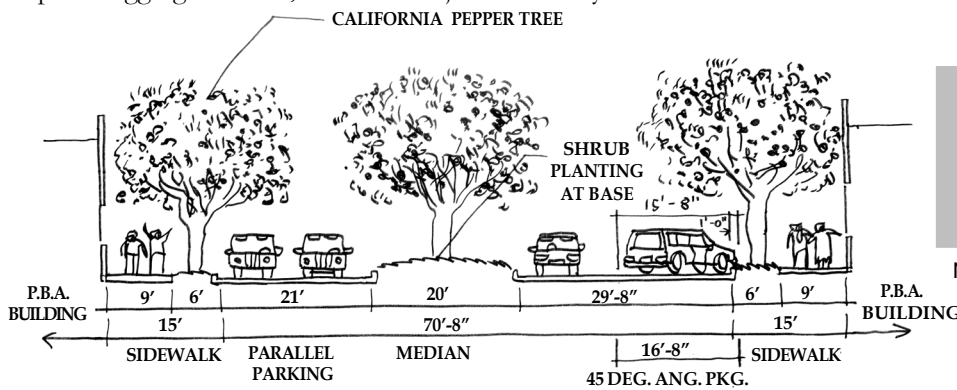 CALIFORNIA PEPPER TREE
SHRUB
PLANTING
AT BASE
15'-8"
1'-0"
P.B.A.
BUILDING
9' 6' 21' 20' 29'-8" 6' 9'
P.B.A.
BUILDING
15' 70'-8" 15'
SIDEWALK PARALLEL
PARKING
MEDIAN 16'-8" SIDEWALK
45 DEG. ANG. PKG.